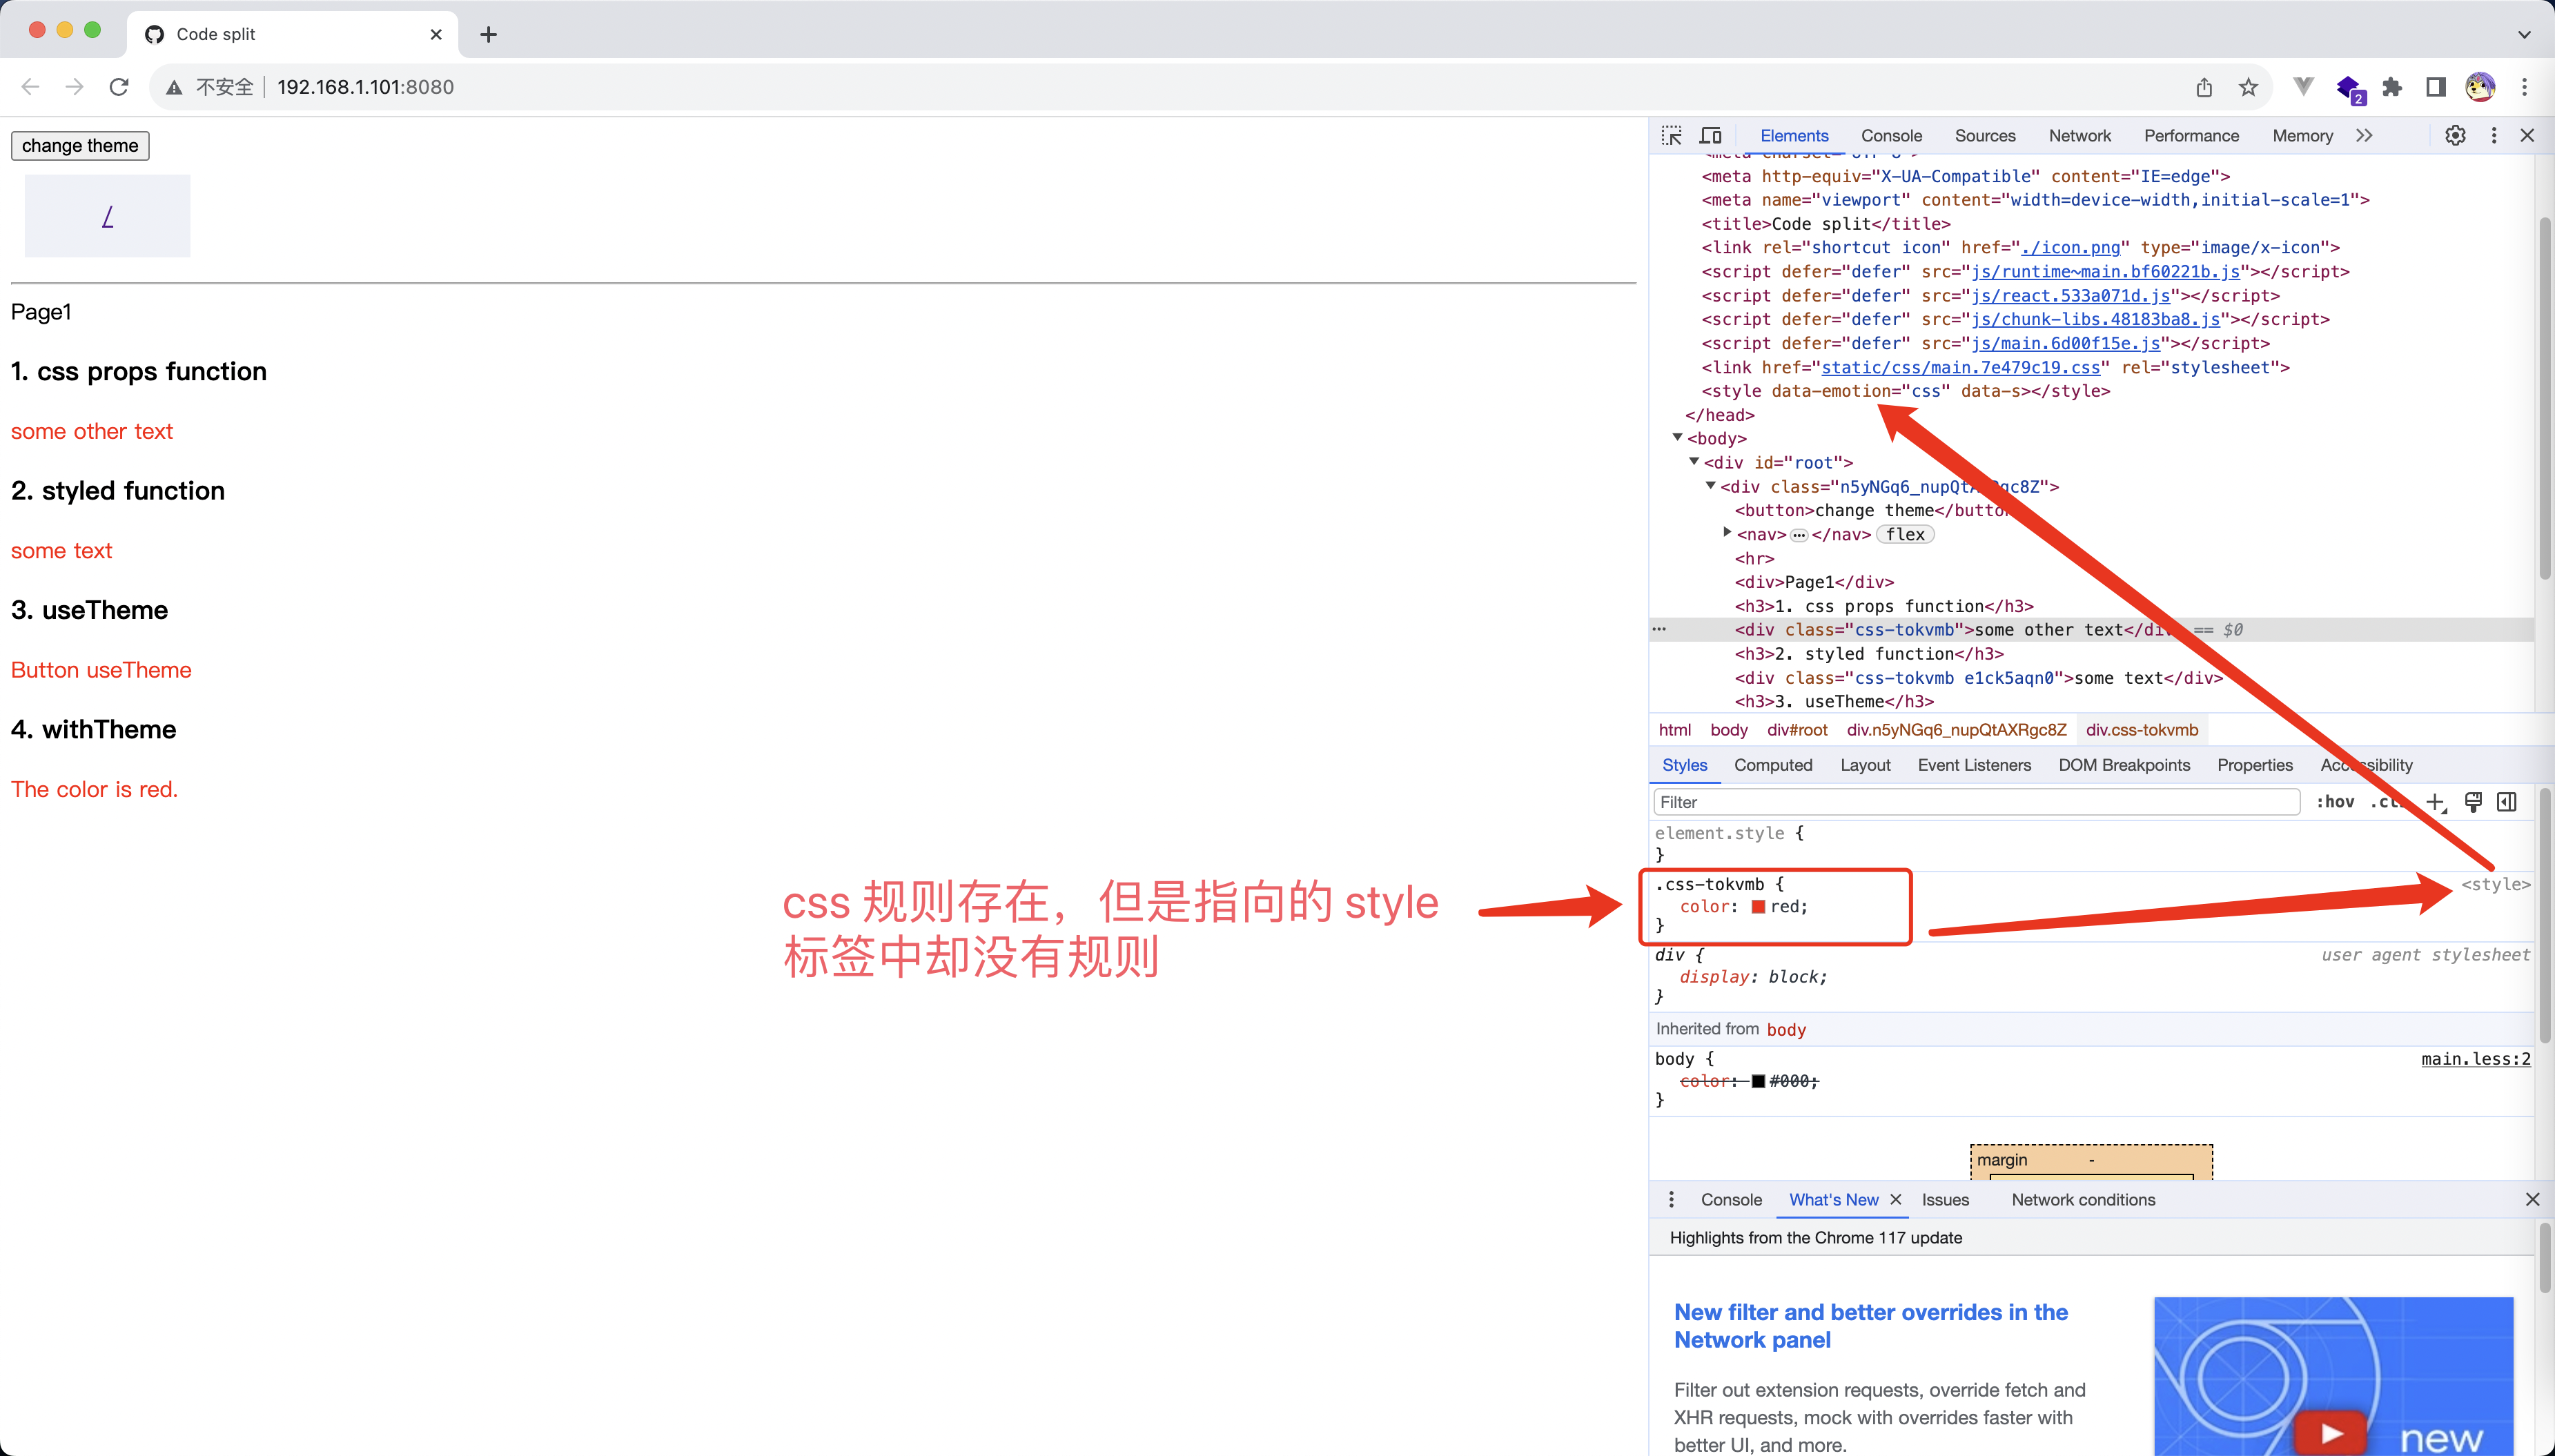 Code split
不安全 | 192.168.1.101:8080
2
change theme
Page1
1. css props function
some other text
2. styled function
some text
3. useTheme
Button useTheme
4. withTheme
The color is red.
css 规则存在，但是指向的 style
标签中却没有规则
Elements Console Sources Network Performance Memory
<meta http-equiv="X-UA-Compatible" content="IE=edge">
<meta name="viewport" content="width=device-width,initial-scale=1">
<title>Code split</title>
<link rel="shortcut icon" href="./icon.png" type="image/x-icon">
<script defer="defer" src="js/runtime~main.bf60221b.js"></script>
<script defer="defer" src="js/react.533a071d.js"></script>
<script defer="defer" src="js/chunk-libs.48183ba8.js"></script>
<script defer="defer" src="js/main.6d00f15e.js"></script>
<link href="static/css/main.7e479c19.css" rel="stylesheet">
<style data-emotion="css" data-s></style>
</head>
<body>
<div id="root">
<div class="n5yNGq6_nupQtAXRgc8Z">
<button>change theme</button>
<nav>…</nav> flex
<hr>
<div>Page1</div>
<h3>1. css props function</h3>
… <div class="css-tokvmb">some other text</div> == $0
<h3>2. styled function</h3>
<div class="css-tokvmb e1ck5aqn0">some text</div>
<h3>3. useTheme</h3>
html body div#root div.n5yNGq6_nupQtAXRgc8Z div.css-tokvmb
Styles Computed Layout Event Listeners DOM Breakpoints Properties Accessibility
Filter :hov .cls
element.style {
}
.css-tokvmb { <style>
color: red;
}
div { user agent stylesheet
display: block;
}
Inherited from body
body { main.less:2
color: #000;
}
margin -
Console What's New Issues Network conditions
Highlights from the Chrome 117 update
New filter and better overrides in the
Network panel
Filter out extension requests, override fetch and
XHR requests, mock with overrides faster with
better UI, and more.
new